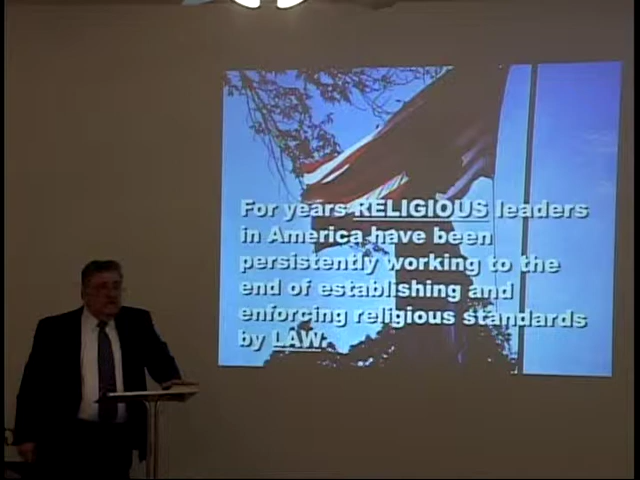 For years RELIGIOUS leaders
in America have been
persistently working to the
end of establishing and
enforcing religious standards
by LAW.